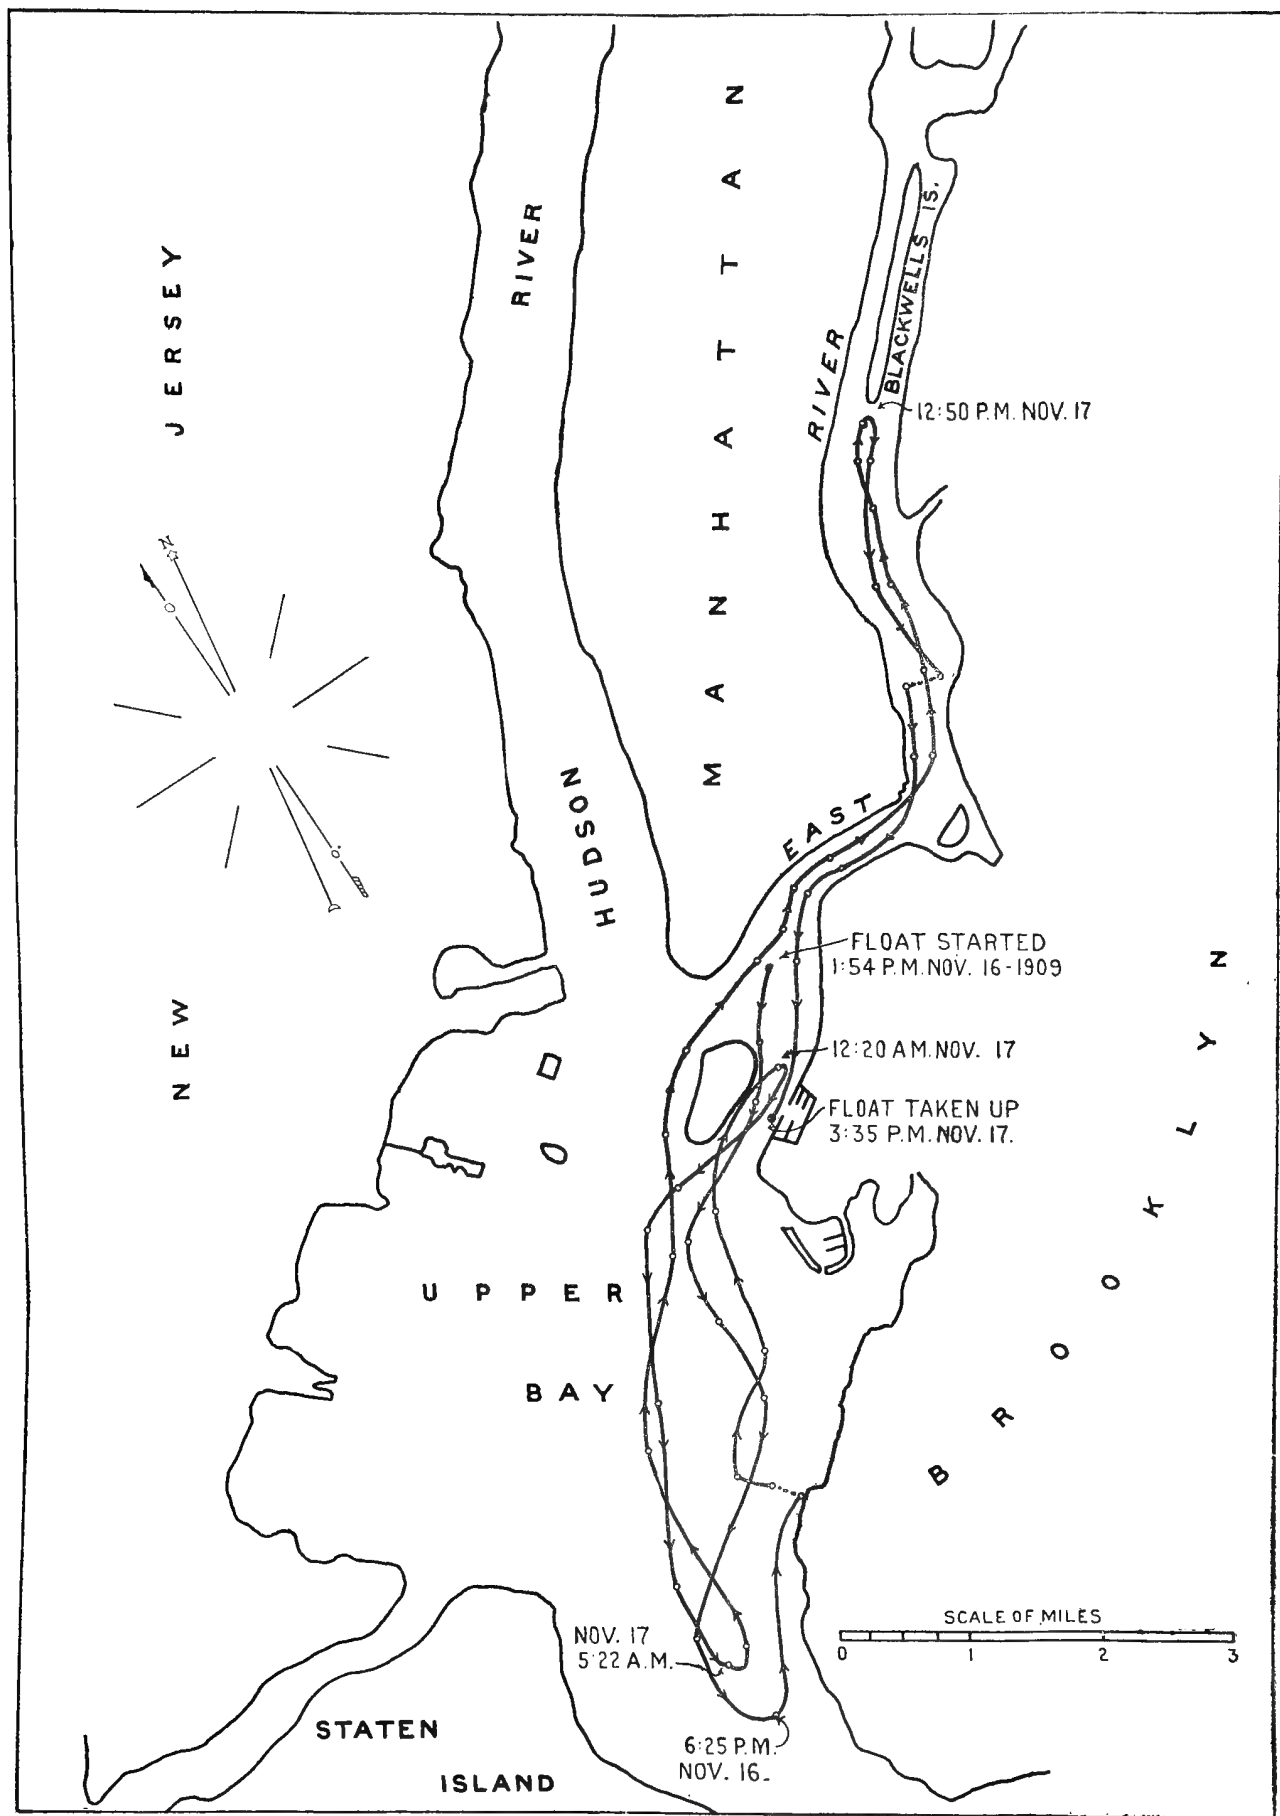 NEW JERSEY
HUDSON RIVER
MANHATTAN
EAST RIVER
BLACKWELLS IS.
12:50 P.M. NOV. 17
N
FLOAT STARTED
1:54 P.M. NOV. 16-1909
12:20 A.M. NOV. 17
FLOAT TAKEN UP
3:35 P.M. NOV. 17.
BROOKLYN
UPPER
BAY
SCALE OF MILES
0 1 2 3
NOV. 17
5:22 A.M.
6:25 P.M.
NOV. 16
STATEN
ISLAND